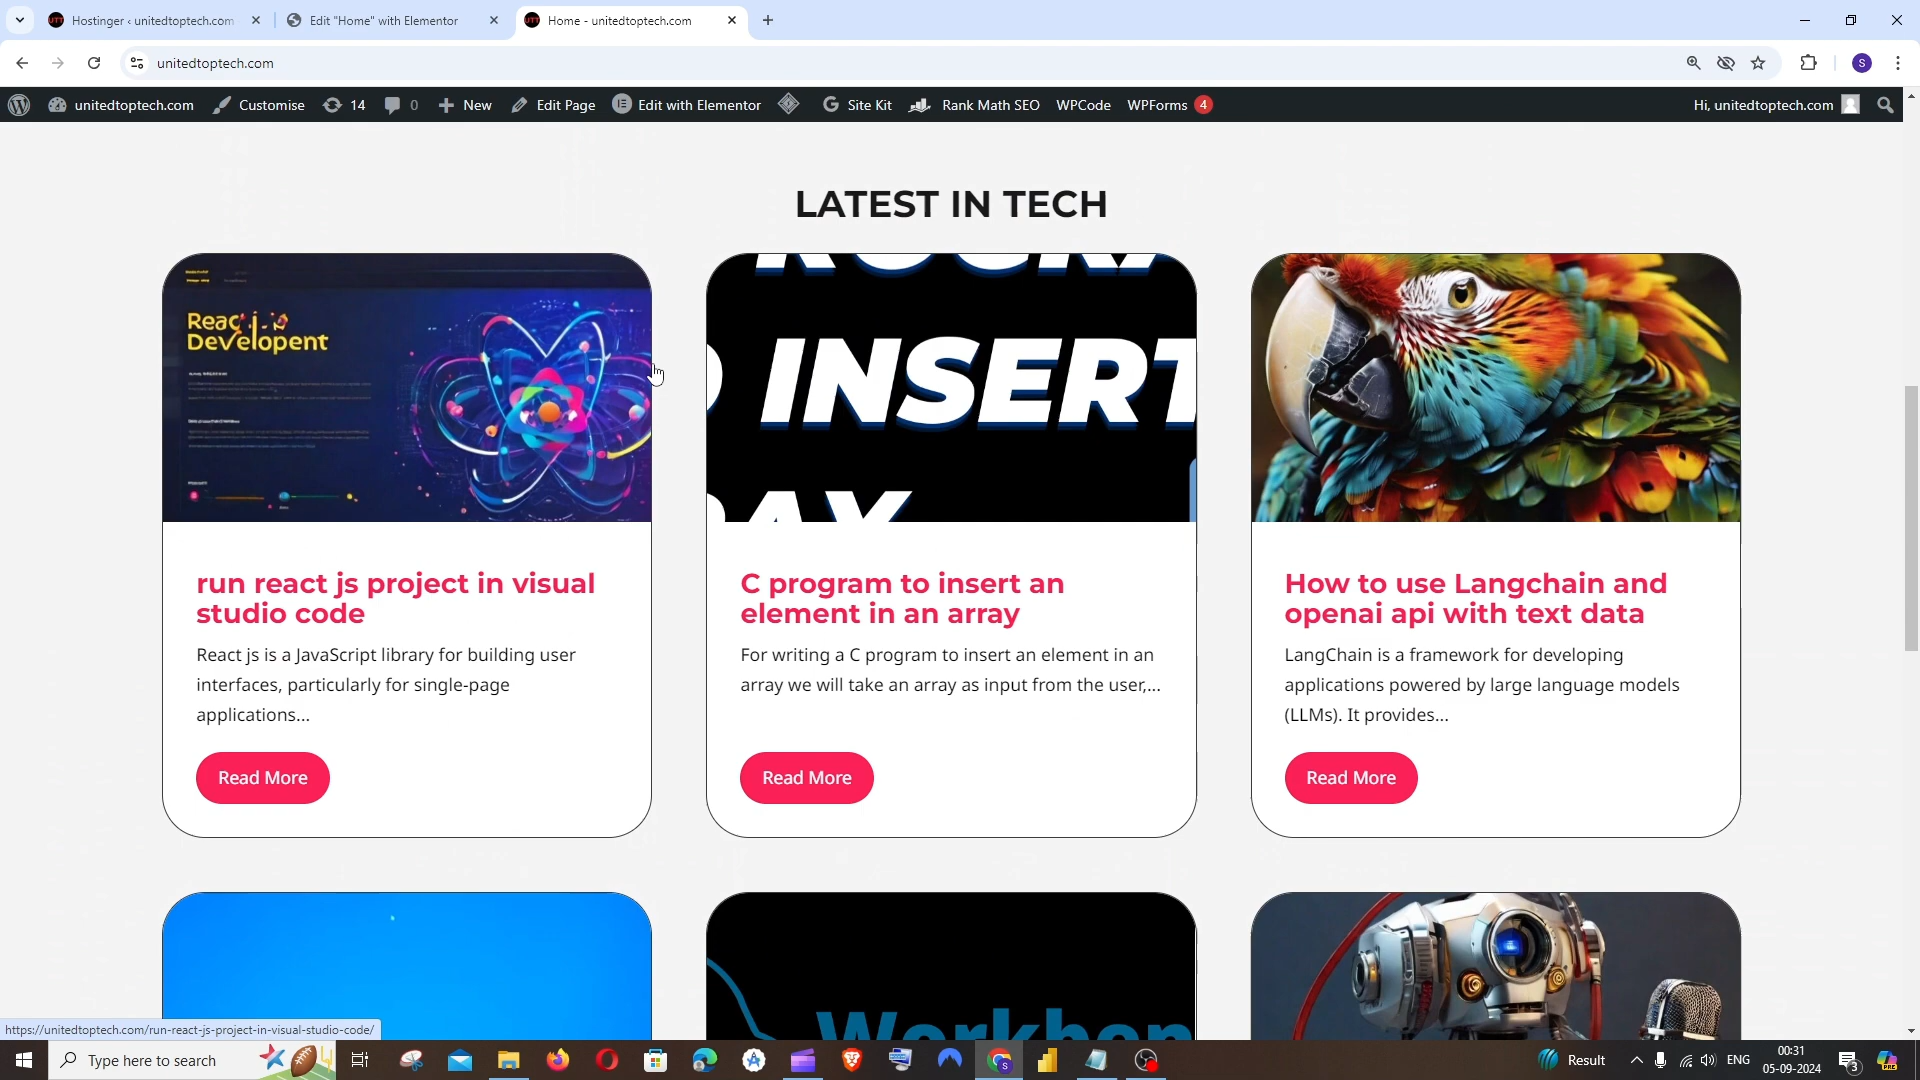 Hostinger ‹ unitedtoptech.com
Edit "Home" with Elementor
Home - unitedtoptech.com
unitedtoptech.com
S
unitedtoptech.com
Customise
14
0
New
Edit Page
Edit with Elementor
Site Kit
Rank Math SEO
WPCode
WPForms 4
Hi, unitedtoptech.com
LATEST IN TECH
Developent
INSERT
run react js project in visual
studio code
React js is a JavaScript library for building user
interfaces, particularly for single-page
applications...
Read More
C program to insert an
element in an array
For writing a C program to insert an element in an
array we will take an array as input from the user,...
Read More
How to use Langchain and
openai api with text data
LangChain is a framework for developing
applications powered by large language models
(LLMs). It provides...
Read More
https://unitedtoptech.com/run-react-js-project-in-visual-studio-code/
Type here to search
Result
ENG
00:31
05-09-2024
3